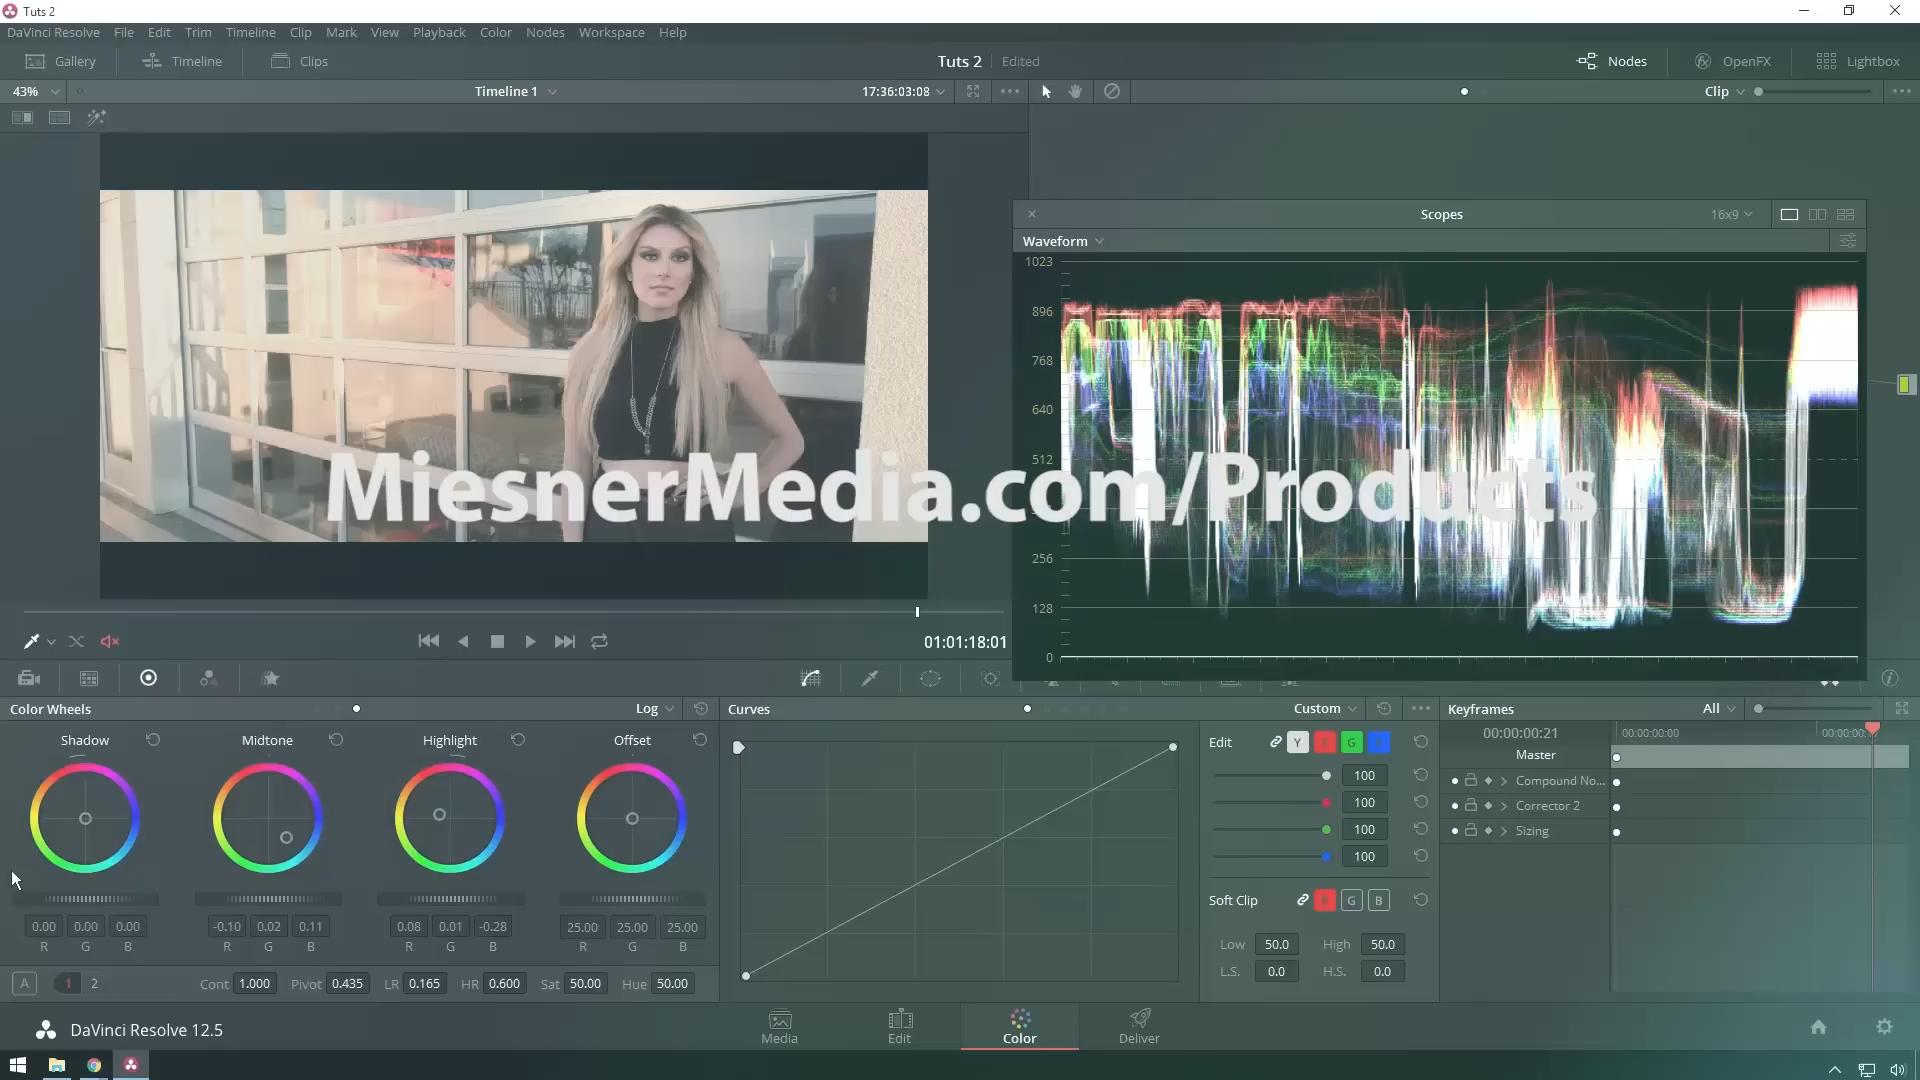 Tuts 2
DaVinci Resolve File Edit Trim Timeline Clip Mark View Playback Color Nodes Workspace Help
Gallery Timeline Clips Tuts 2 Edited Nodes OpenFX Lightbox
43% Timeline 1 17:36:03:08 Clip
Scopes 16x9
Waveform
1023
896
768
640
512
256
128
0
MiesnerMedia.com/Products
01:01:18:01
Color Wheels Log Curves Custom Keyframes All
Shadow Midtone Highlight Offset
0.00 0.00 0.00 -0.10 0.02 0.11 0.08 0.01 -0.28 25.00 25.00 25.00
R G B R G B R G B R G B
A 1 2 Cont 1.000 Pivot 0.435 LR 0.165 HR 0.600 Sat 50.00 Hue 50.00
Edit Y G
100
100
100
100
Soft Clip G B
Low 50.0 High 50.0
L.S. 0.0 H.S. 0.0
00:00:00:21 00:00:00:00 00:00:00:
Master
Compound No...
Corrector 2
Sizing
DaVinci Resolve 12.5
Media Edit Color Deliver